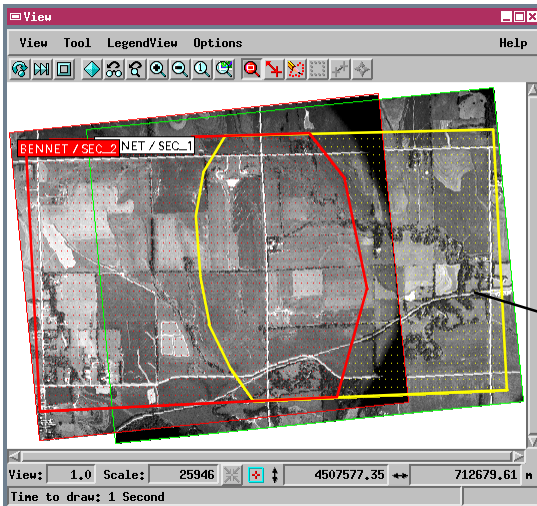 View
View Tool LegendView Options Help
BENNET / SEC_2 NET / SEC_1
View: 1.0 Scale: 25946 4507577.35 712679.61 m
Time to draw: 1 Second